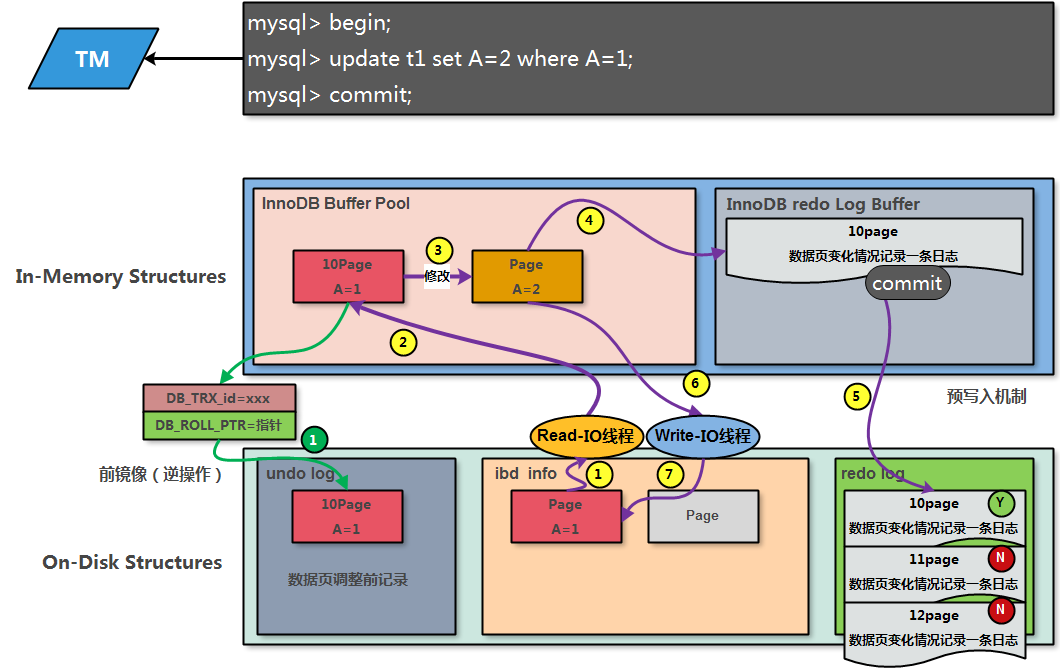 TM
mysql> begin;
mysql> update t1 set A=2 where A=1;
mysql> commit;
In-Memory Structures
InnoDB Buffer Pool
10Page
A=1
3
修改
Page
A=2
4
2
6
InnoDB redo Log Buffer
10page
数据页变化情况记录一条日志
commit
5
预写入机制
DB_TRX_id=xxx
DB_ROLL_PTR=指针
1
前镜像（逆操作）
Read-IO线程
Write-IO线程
On-Disk Structures
undo log
10Page
A=1
数据页调整前记录
ibd info
1
7
Page
A=1
Page
redo log
10page
Y
数据页变化情况记录一条日志
11page
N
数据页变化情况记录一条日志
12page
N
数据页变化情况记录一条日志